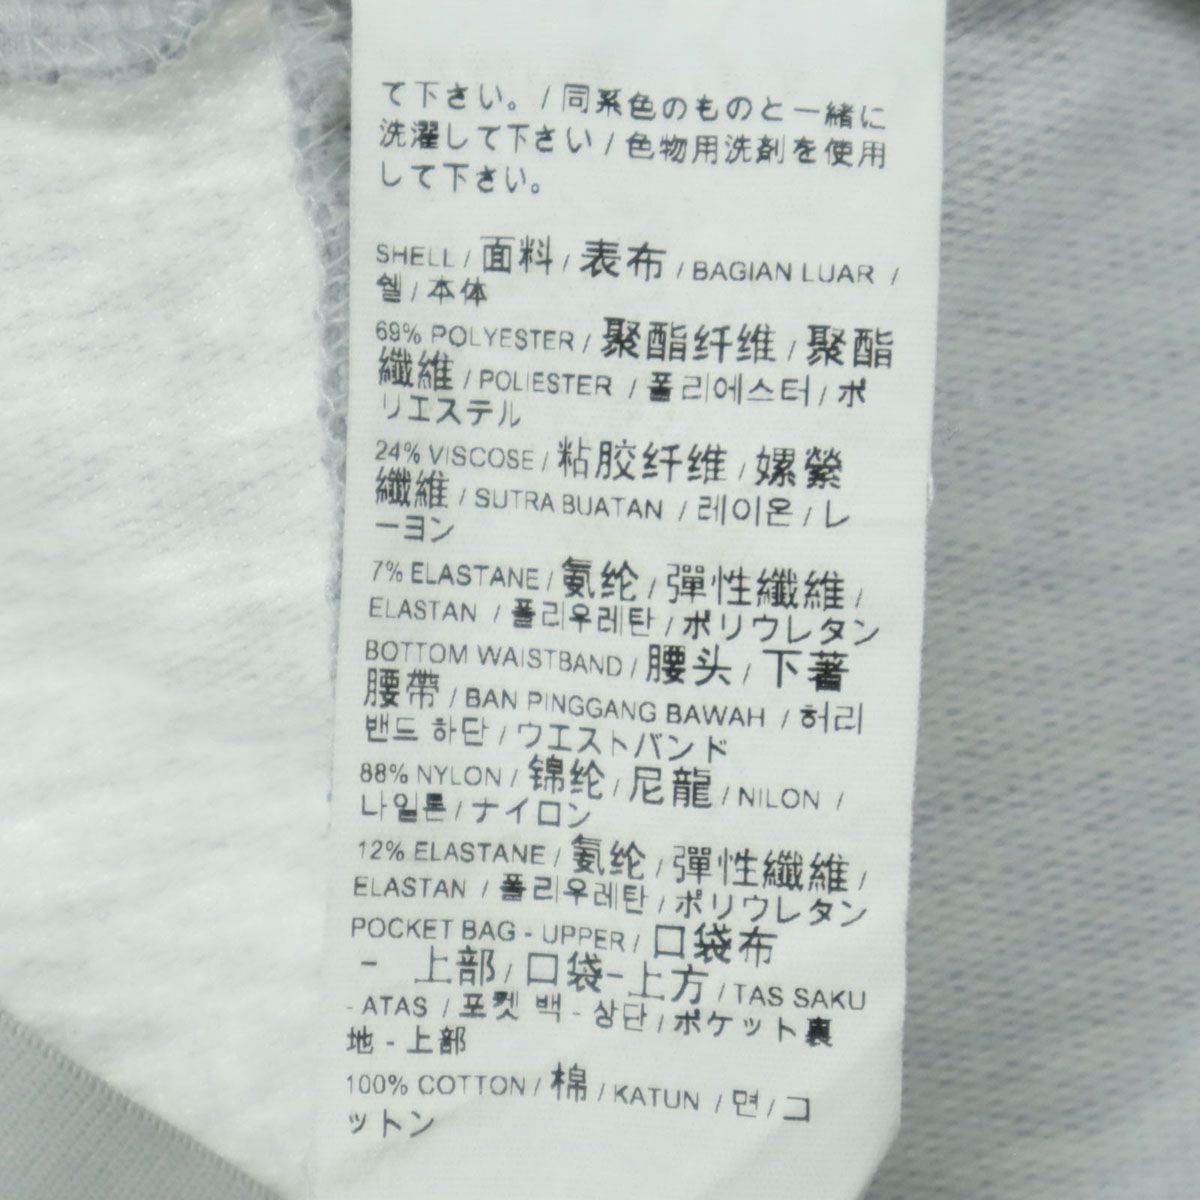 て下さい。/ 同系色のものと一緒に
洗濯して下さい / 色物用洗剤を使用
して下さい。
SHELL / 面料 / 表布 / BAGIAN LUAR /
쉘 / 本体
69% POLYESTER / 聚酯纤维 / 聚酯
纖維 / POLIESTER / 폴리에스터 / ポ
リエステル
24% VISCOSE / 粘胶纤维 / 嫘縈
纖維 / SUTRA BUATAN / 레이온 / レ
ーヨン
7% ELASTANE / 氨纶 / 彈性纖維 /
ELASTAN / 폴리우레탄 / ポリウレタン
BOTTOM WAISTBAND / 腰头 / 下著
腰帶 / BAN PINGGANG BAWAH / 허리
밴드 하단 / ウエストバンド
88% NYLON / 锦纶 / 尼龍 / NILON /
나일론 / ナイロン
12% ELASTANE / 氨纶 / 彈性纖維 /
ELASTAN / 폴리우레탄 / ポリウレタン
POCKET BAG - UPPER / 口袋布
- 上部 / 口袋-上方 / TAS SAKU
- ATAS / 포켓 백 - 상단 / ポケット裏
地 - 上部
100% COTTON / 棉 / KATUN / 면 / コ
ットン